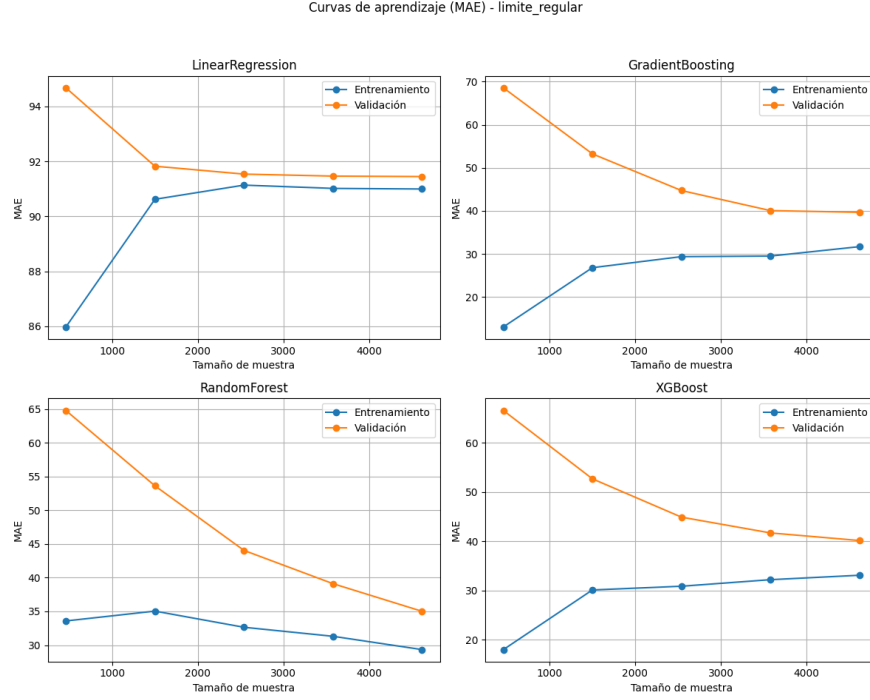 Curvas de aprendizaje (MAE) - limite_regular
LinearRegression
MAE
94
92
90
88
86
1000
2000
3000
4000
Tamaño de muestra
Entrenamiento
Validación
GradientBoosting
MAE
70
60
50
40
30
20
1000
2000
3000
4000
Tamaño de muestra
Entrenamiento
Validación
RandomForest
MAE
65
60
55
50
45
40
35
30
1000
2000
3000
4000
Tamaño de muestra
Entrenamiento
Validación
XGBoost
MAE
60
50
40
30
20
1000
2000
3000
4000
Tamaño de muestra
Entrenamiento
Validación